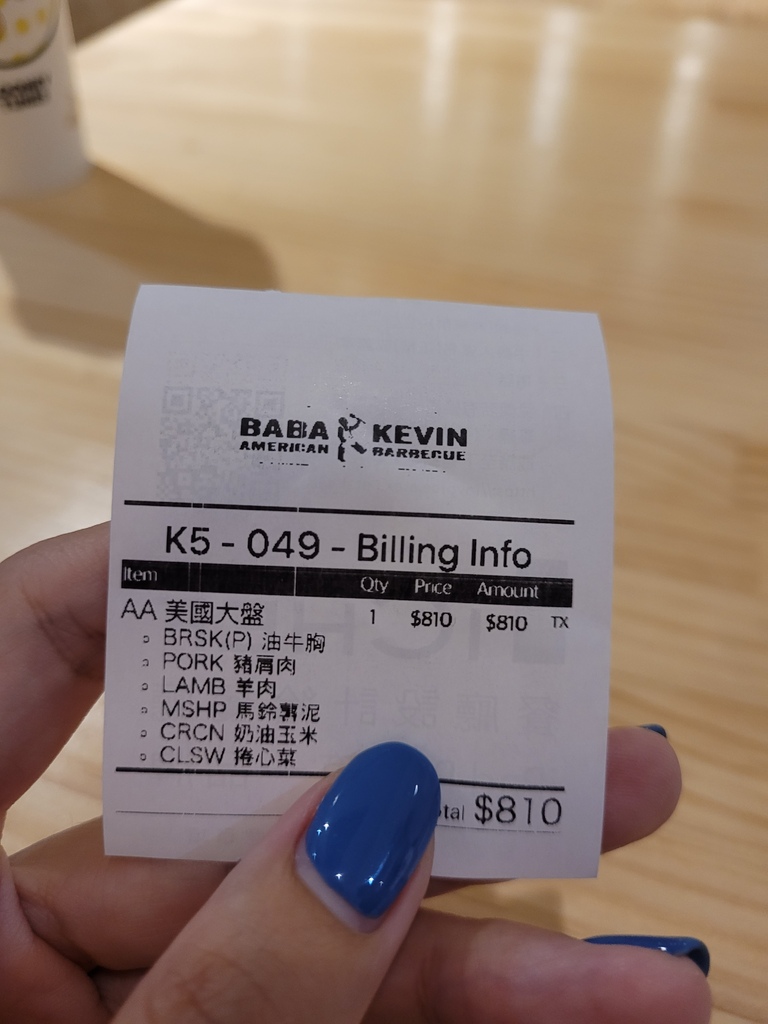 BABA KEVIN
AMERICAN BARBECUE
K5 - 049 - Billing Info
Item Qty Price Amount
AA 美國大盤 1 $810 $810 TX
BRSK(P) 油牛胸
PORK 豬肩肉
LAMB 羊肉
MSHP 馬鈴薯泥
CRCN 奶油玉米
CLSW 捲心菜
$810